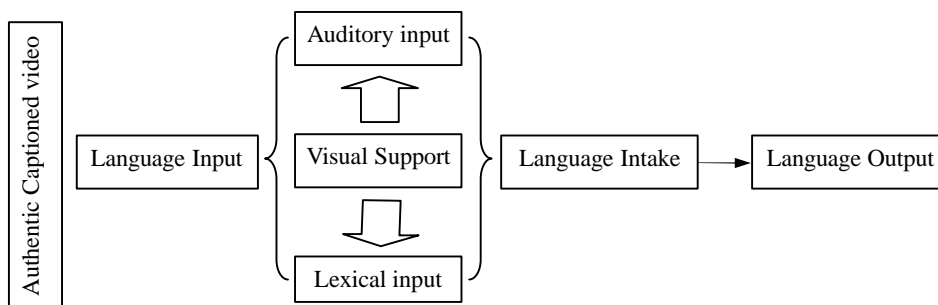 Authentic Captioned video
Language Input
Auditory input
Visual Support
Lexical input
Language Intake
Language Output